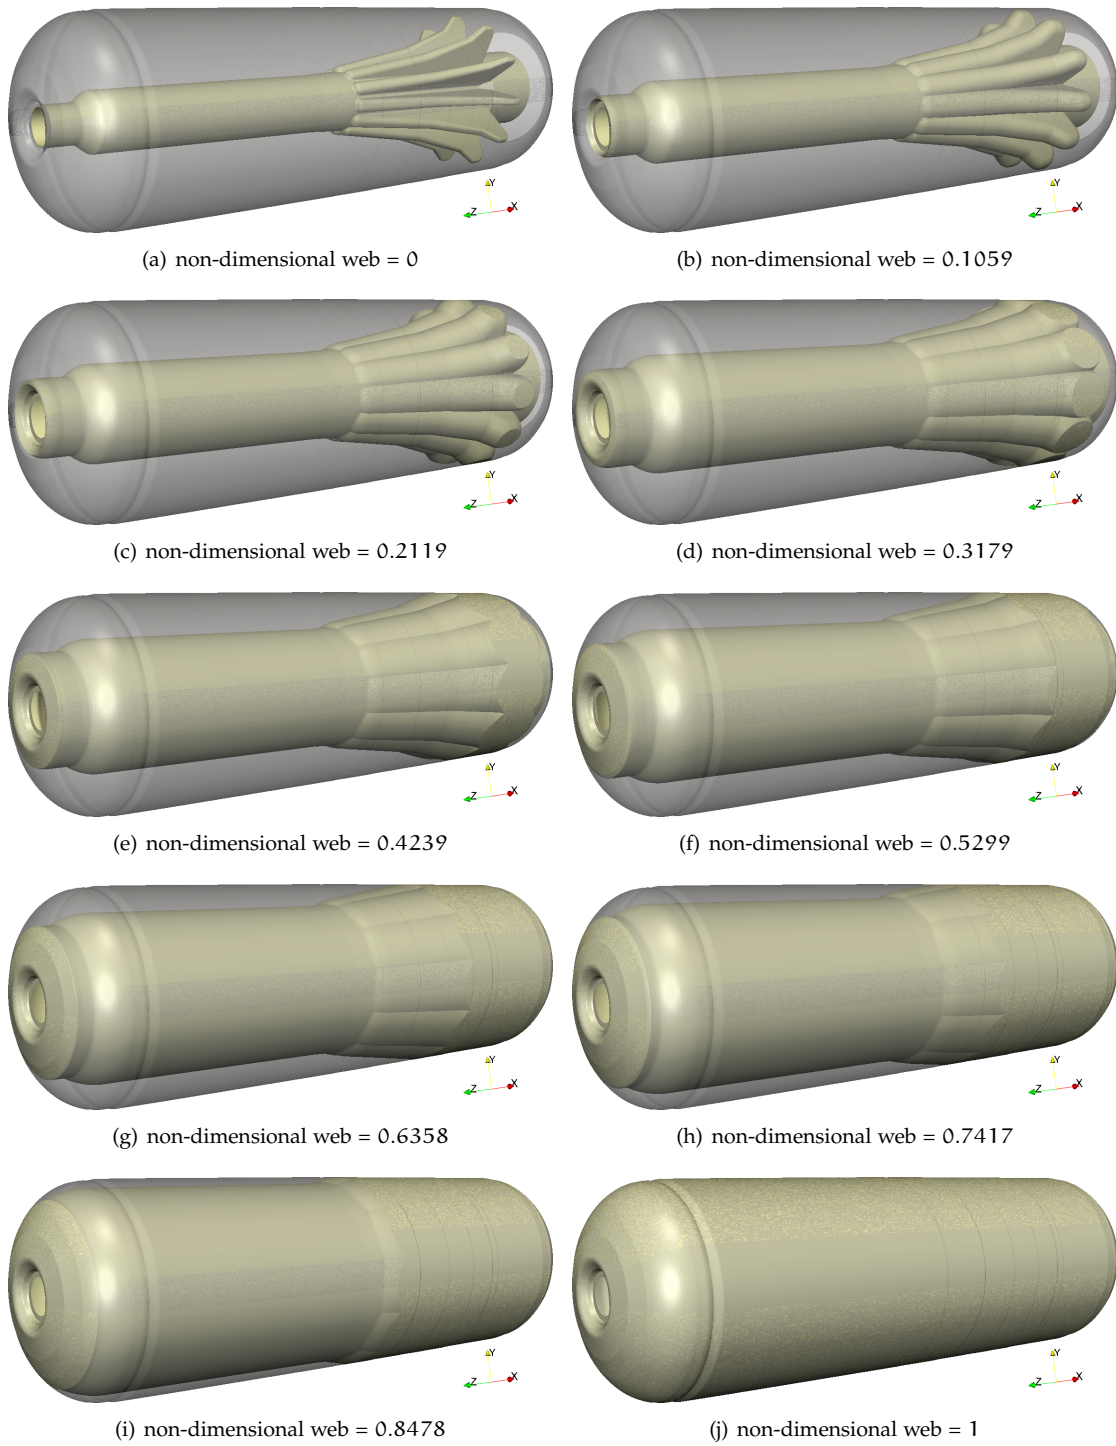 Y
Z X
Y
Z X
(a) non-dimensional web = 0
(b) non-dimensional web = 0.1059
Y
Z X
Y
Z X
(c) non-dimensional web = 0.2119
(d) non-dimensional web = 0.3179
Y
Z X
Y
Z X
(e) non-dimensional web = 0.4239
(f) non-dimensional web = 0.5299
Y
Z X
Y
Z X
(g) non-dimensional web = 0.6358
(h) non-dimensional web = 0.7417
Y
Z X
Y
Z X
(i) non-dimensional web = 0.8478
(j) non-dimensional web = 1